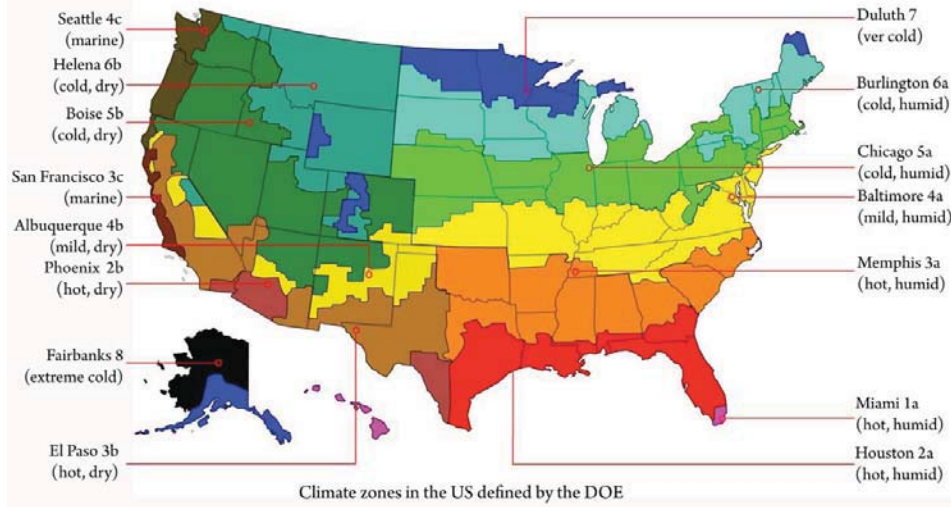 Seattle 4c
(marine)
Helena 6b
(cold, dry)
Boise 5b
(cold, dry)
San Francisco 3c
(marine)
Albuquerque 4b
(mild, dry)
Phoenix 2b
(hot, dry)
Fairbanks 8
(extreme cold)
El Paso 3b
(hot, dry)
Duluth 7
(ver cold)
Burlington 6a
(cold, humid)
Chicago 5a
(cold, humid)
Baltimore 4a
(mild, humid)
Memphis 3a
(hot, humid)
Miami 1a
(hot, humid)
Houston 2a
(hot, humid)
Climate zones in the US defined by the DOE